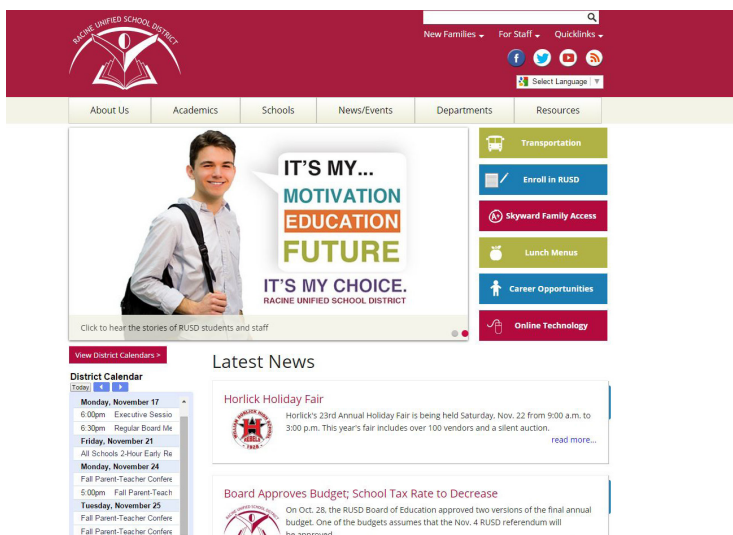 RACINE UNIFIED SCHOOL DISTRICT
New Families For Staff Quicklinks
Select Language
About Us Academics Schools News/Events Departments Resources
IT'S MY...
MOTIVATION
EDUCATION
FUTURE
IT'S MY CHOICE.
RACINE UNIFIED SCHOOL DISTRICT
Click to hear the stories of RUSD students and staff
Transportation
Enroll in RUSD
A+ Skyward Family Access
Lunch Menus
Career Opportunities
Online Technology
View District Calendars >
District Calendar
Today
Monday, November 17
6:00pm Executive Sessio
6:30pm Regular Board Me
Friday, November 21
All Schools 2-Hour Early Re
Monday, November 24
Fall Parent-Teacher Confere
5:00pm Fall Parent-Teach
Tuesday, November 25
Fall Parent-Teacher Confere
Fall Parent-Teacher Confere
Latest News
Horlick Holiday Fair
Horlick's 23rd Annual Holiday Fair is being held Saturday, Nov. 22 from 9:00 a.m. to
3:00 p.m. This year's fair includes over 100 vendors and a silent auction.
read more...
Board Approves Budget; School Tax Rate to Decrease
On Oct. 28, the RUSD Board of Education approved two versions of the final annual
budget. One of the budgets assumes that the Nov. 4 RUSD referendum will
be approved